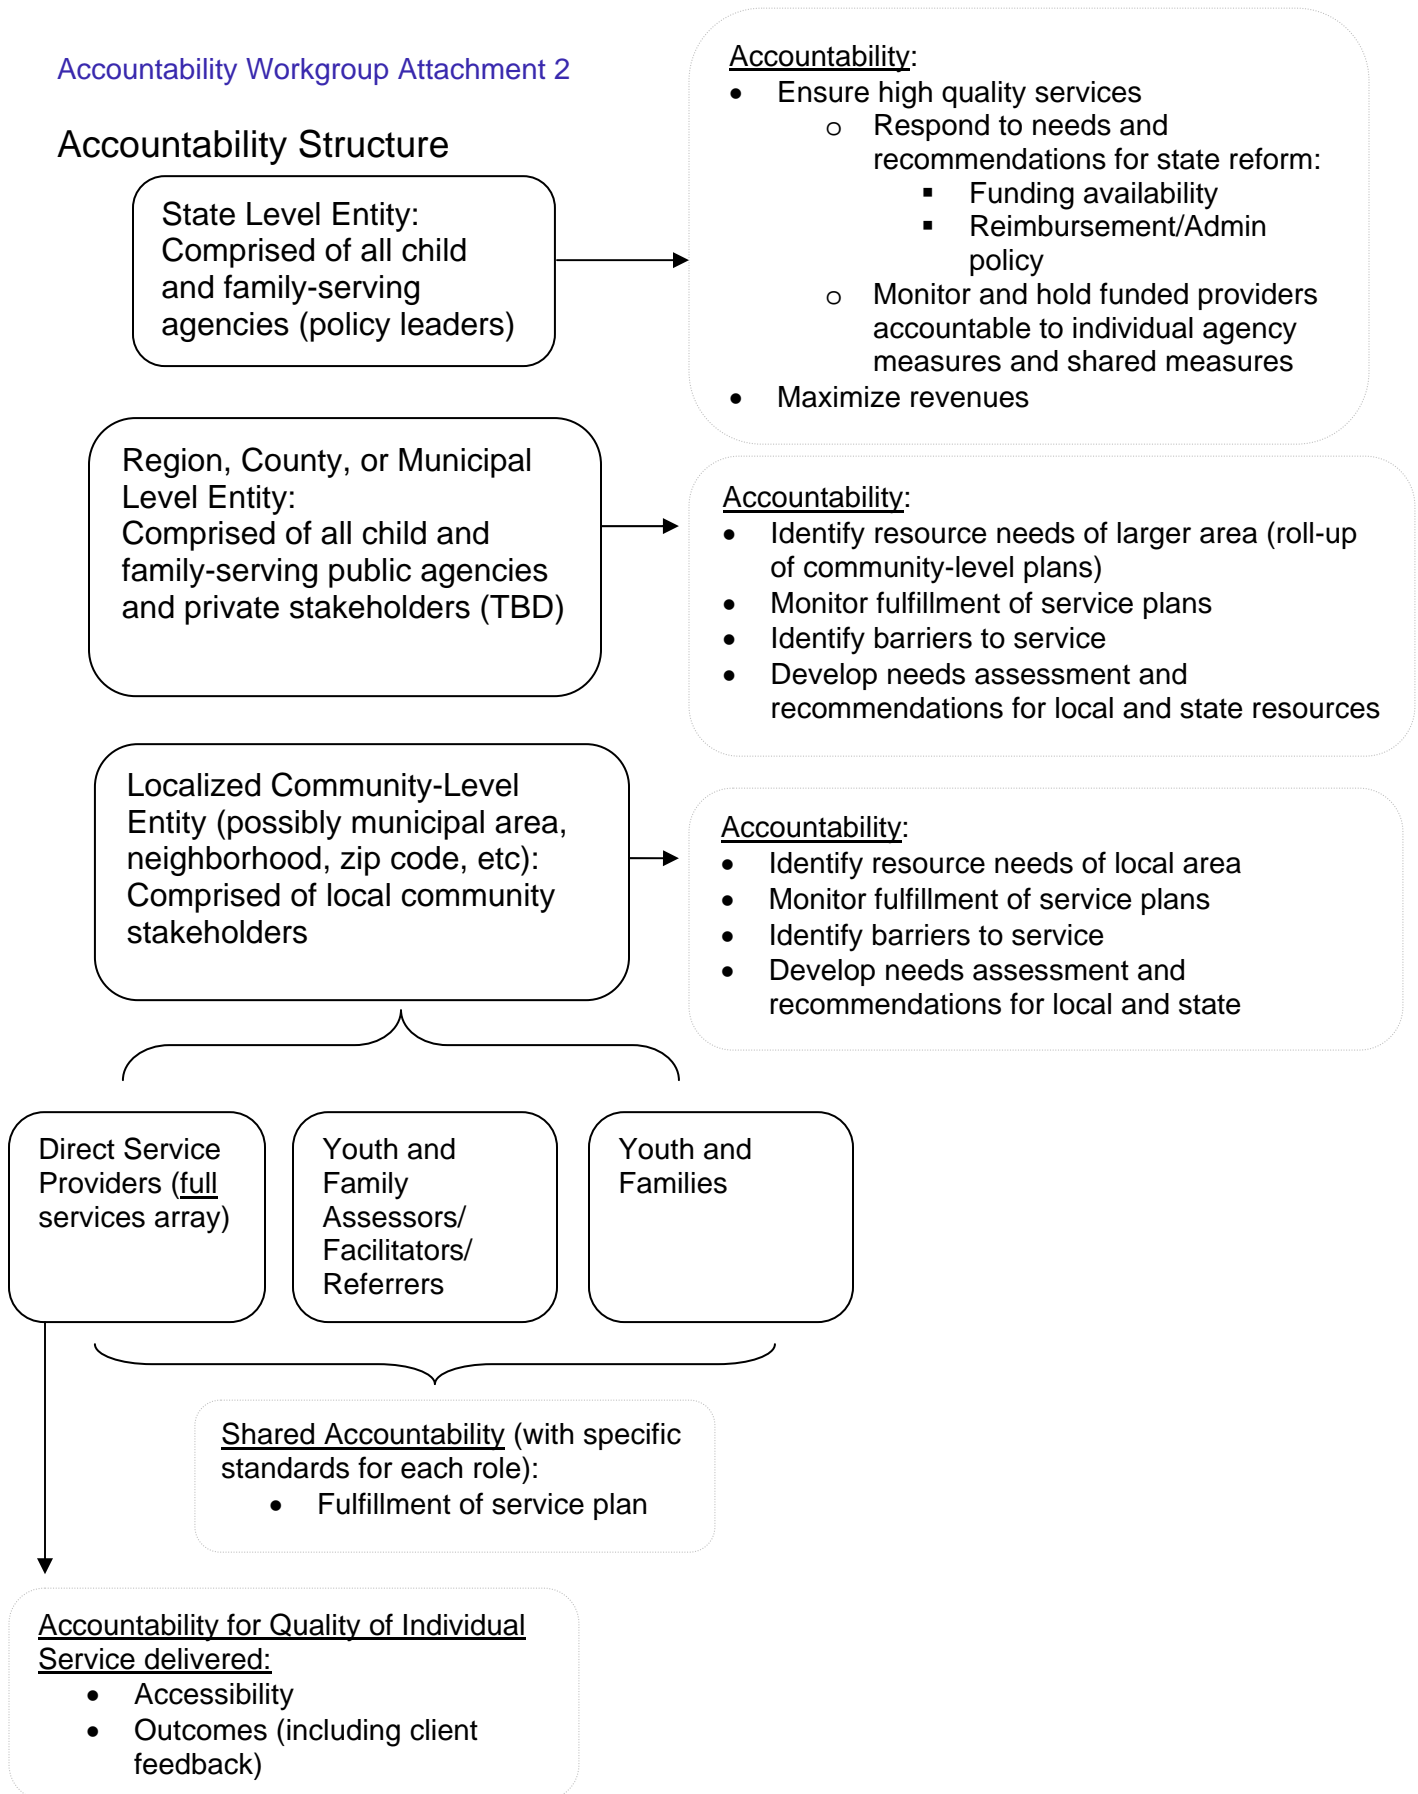 Accountability Workgroup Attachment 2
Accountability Structure
State Level Entity:
Comprised of all child
and family-serving
agencies (policy leaders)
Accountability:
• Ensure high quality services
o Respond to needs and
recommendations for state reform:
▪ Funding availability
▪ Reimbursement/Admin
policy
o Monitor and hold funded providers
accountable to individual agency
measures and shared measures
• Maximize revenues
Region, County, or Municipal
Level Entity:
Comprised of all child and
family-serving public agencies
and private stakeholders (TBD)
Accountability:
• Identify resource needs of larger area (roll-up
of community-level plans)
• Monitor fulfillment of service plans
• Identify barriers to service
• Develop needs assessment and
recommendations for local and state resources
Localized Community-Level
Entity (possibly municipal area,
neighborhood, zip code, etc):
Comprised of local community
stakeholders
Accountability:
• Identify resource needs of local area
• Monitor fulfillment of service plans
• Identify barriers to service
• Develop needs assessment and
recommendations for local and state
Direct Service
Providers (full
services array)
Youth and
Family
Assessors/
Facilitators/
Referrers
Youth and
Families
Shared Accountability (with specific
standards for each role):
• Fulfillment of service plan
Accountability for Quality of Individual
Service delivered:
• Accessibility
• Outcomes (including client
feedback)